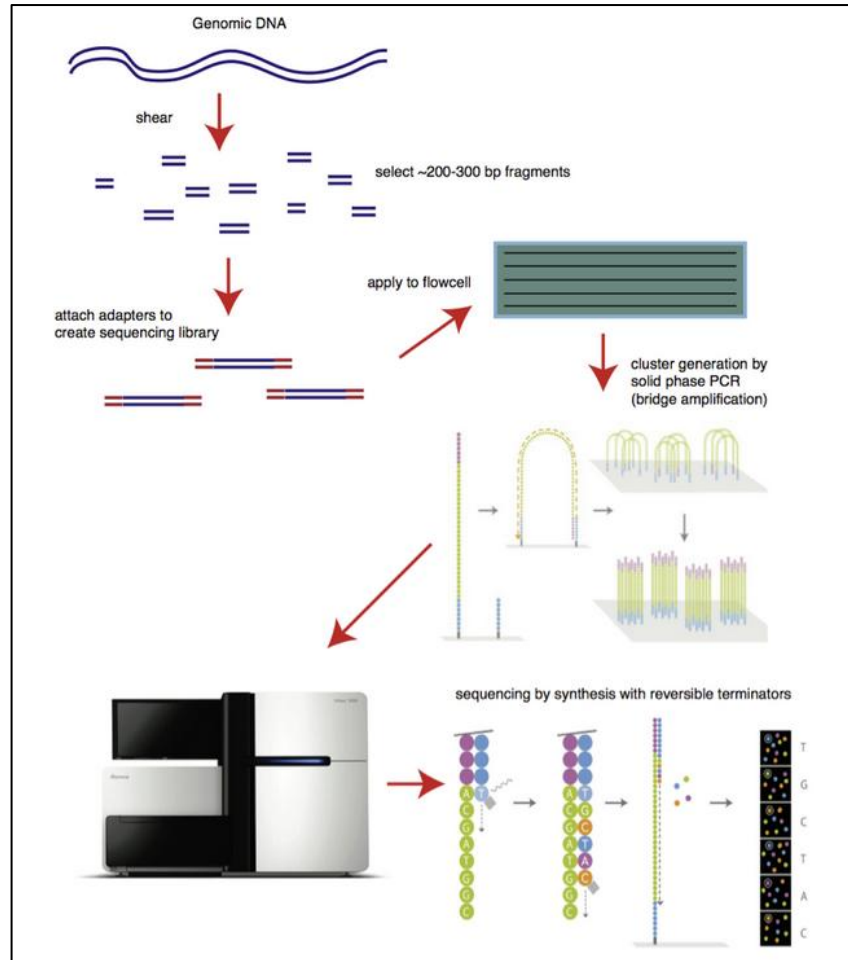 Genomic DNA
shear
select ~200-300 bp fragments
apply to flowcell
attach adapters to
create sequencing library
cluster generation by
solid phase PCR
(bridge amplification)
sequencing by synthesis with reversible terminators
A T
C
G
A
T
G
G
C
A T
C G
G C
A T
T A
G C
G
C
T
G
C
T
A
C